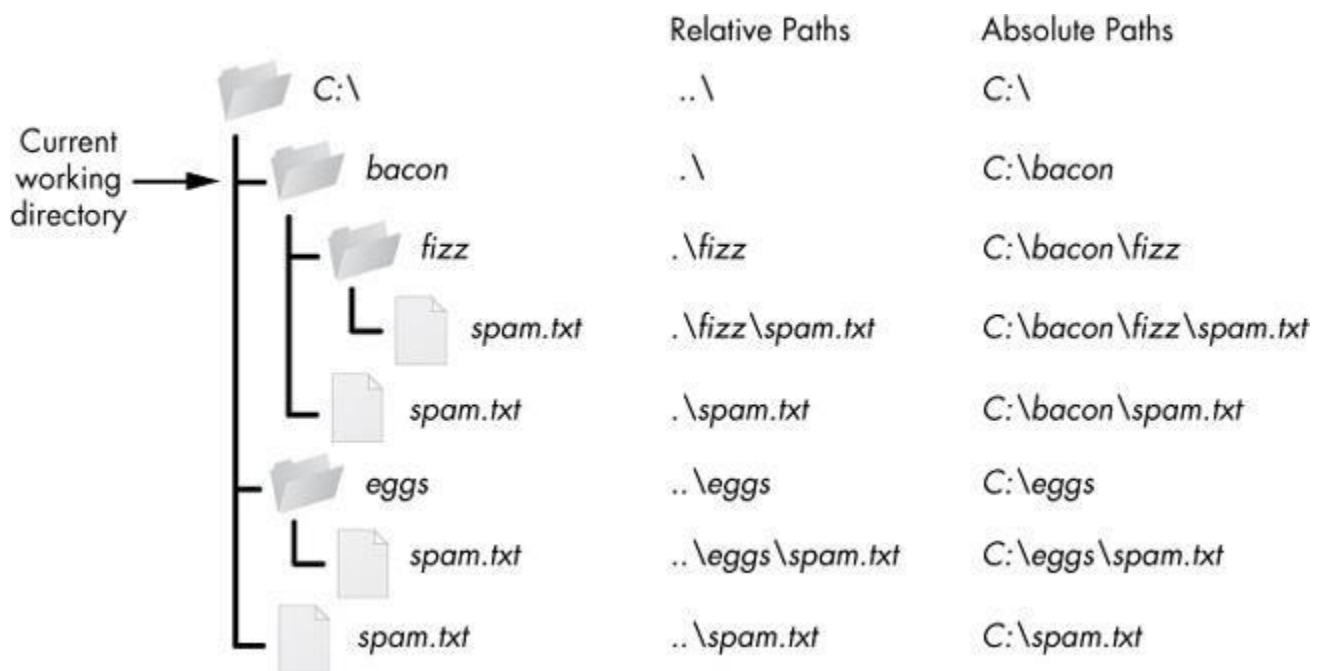 Relative Paths Absolute Paths
C:\ ..\ C:\
Current
working
directory
bacon .\ C:\bacon
fizz .\fizz C:\bacon\fizz
spam.txt .\fizz\spam.txt C:\bacon\fizz\spam.txt
spam.txt .\spam.txt C:\bacon\spam.txt
eggs ..\eggs C:\eggs
spam.txt ..\eggs\spam.txt C:\eggs\spam.txt
spam.txt ..\spam.txt C:\spam.txt